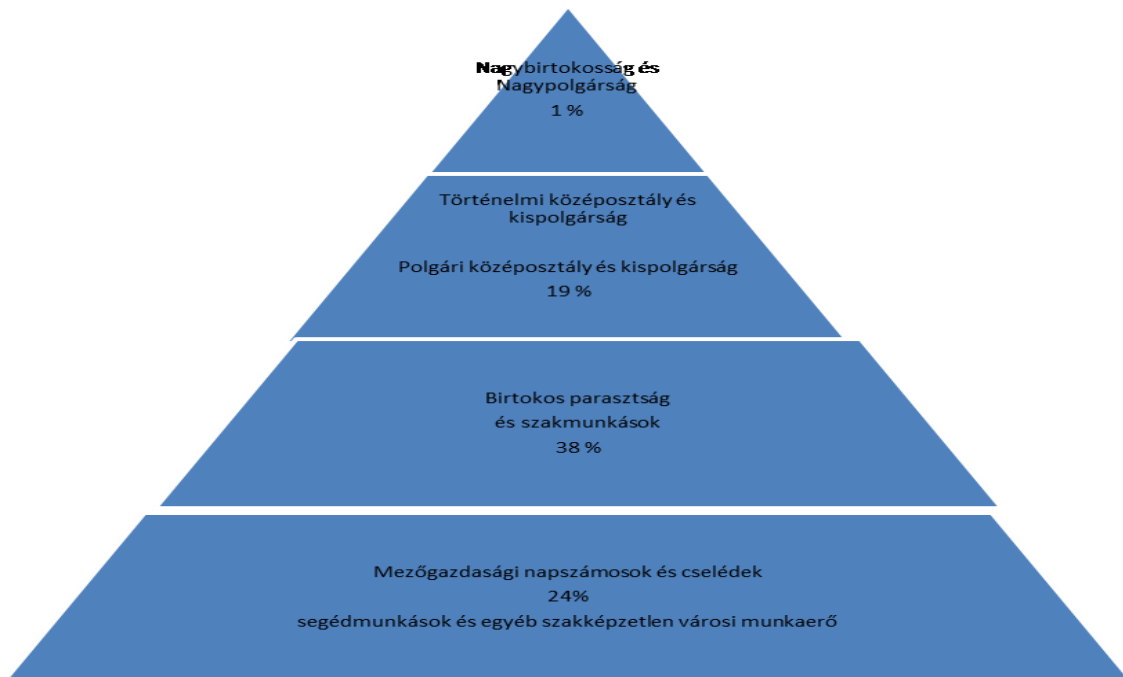 Nagybirtokosság és
Nagypolgárság
1 %
Történelmi középosztály és
kispolgárság
Polgári középosztály és kispolgárság
19 %
Birtokos parasztság
és szakmunkások
38 %
Mezőgazdasági napszámosok és cselédek
24%
segédmunkások és egyéb szakképzetlen városi munkaerő